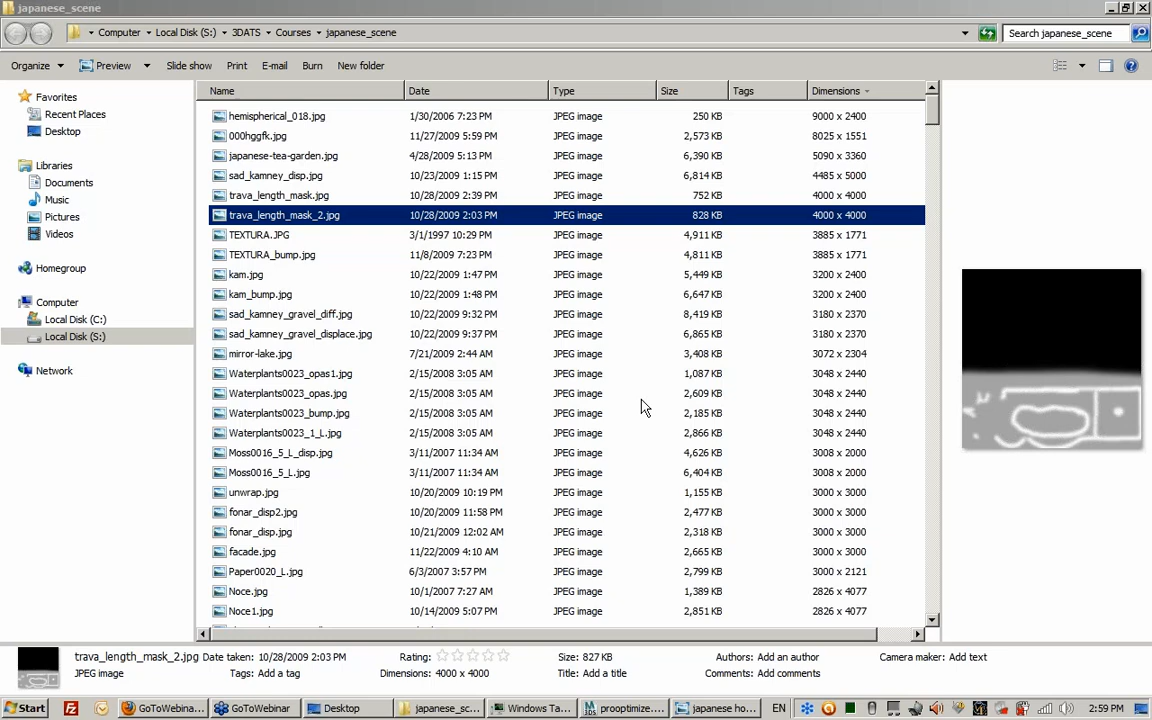 japanese_scene
Computer Local Disk (S:) 3DATS Courses japanese_scene Search japanese_scene
Organize Preview Slide show Print E-mail Burn New folder
Name Date Type Size Tags Dimensions
Favorites
Recent Places
Desktop
Libraries
Documents
Music
Pictures
Videos
Homegroup
Computer
Local Disk (C:)
Local Disk (S:)
Network
hemispherical_018.jpg 1/30/2006 7:23 PM JPEG image 250 KB 9000 x 2400
000hggfk.jpg 11/27/2009 5:59 PM JPEG image 2,573 KB 8025 x 1551
japanese-tea-garden.jpg 4/28/2009 5:13 PM JPEG image 6,390 KB 5090 x 3360
sad_kamney_disp.jpg 10/23/2009 1:15 PM JPEG image 6,814 KB 4485 x 5000
trava_length_mask.jpg 10/28/2009 2:39 PM JPEG image 752 KB 4000 x 4000
trava_length_mask_2.jpg 10/28/2009 2:03 PM JPEG image 828 KB 4000 x 4000
TEXTURA.JPG 3/1/1997 10:29 PM JPEG image 4,911 KB 3885 x 1771
TEXTURA_bump.jpg 11/8/2009 7:23 PM JPEG image 4,811 KB 3885 x 1771
kam.jpg 10/22/2009 1:47 PM JPEG image 5,449 KB 3200 x 2400
kam_bump.jpg 10/22/2009 1:48 PM JPEG image 6,647 KB 3200 x 2400
sad_kamney_gravel_diff.jpg 10/22/2009 9:32 PM JPEG image 8,419 KB 3180 x 2370
sad_kamney_gravel_displace.jpg 10/22/2009 9:37 PM JPEG image 6,865 KB 3180 x 2370
mirror-lake.jpg 7/21/2009 2:44 AM JPEG image 3,408 KB 3072 x 2304
Waterplants0023_opas1.jpg 2/15/2008 3:05 AM JPEG image 1,087 KB 3048 x 2440
Waterplants0023_opas.jpg 2/15/2008 3:05 AM JPEG image 2,609 KB 3048 x 2440
Waterplants0023_bump.jpg 2/15/2008 3:05 AM JPEG image 2,185 KB 3048 x 2440
Waterplants0023_1_L.jpg 2/15/2008 3:05 AM JPEG image 2,866 KB 3048 x 2440
Moss0016_5_L_disp.jpg 3/11/2007 11:34 AM JPEG image 4,626 KB 3008 x 2000
Moss0016_5_L.jpg 3/11/2007 11:34 AM JPEG image 6,404 KB 3008 x 2000
unwrap.jpg 10/20/2009 10:19 PM JPEG image 1,155 KB 3000 x 3000
fonar_disp2.jpg 10/20/2009 11:58 PM JPEG image 2,477 KB 3000 x 3000
fonar_disp.jpg 10/21/2009 12:02 AM JPEG image 2,318 KB 3000 x 3000
facade.jpg 11/22/2009 4:10 AM JPEG image 2,665 KB 3000 x 3000
Paper0020_L.jpg 6/3/2007 3:57 PM JPEG image 2,799 KB 3000 x 2121
Noce.jpg 10/1/2007 7:27 AM JPEG image 1,389 KB 2826 x 4077
Noce1.jpg 10/14/2009 5:07 PM JPEG image 2,851 KB 2826 x 4077
trava_length_mask_2.jpg Date taken: 10/28/2009 2:03 PM Rating: Size: 827 KB Authors: Add an author Camera maker: Add text
JPEG image Tags: Add a tag Dimensions: 4000 x 4000 Title: Add a title Comments: Add comments
Start GoToWebina... GoToWebinar Desktop japanese_sc... Windows Ta... prooptimize.... japanese ho... EN 2:59 PM